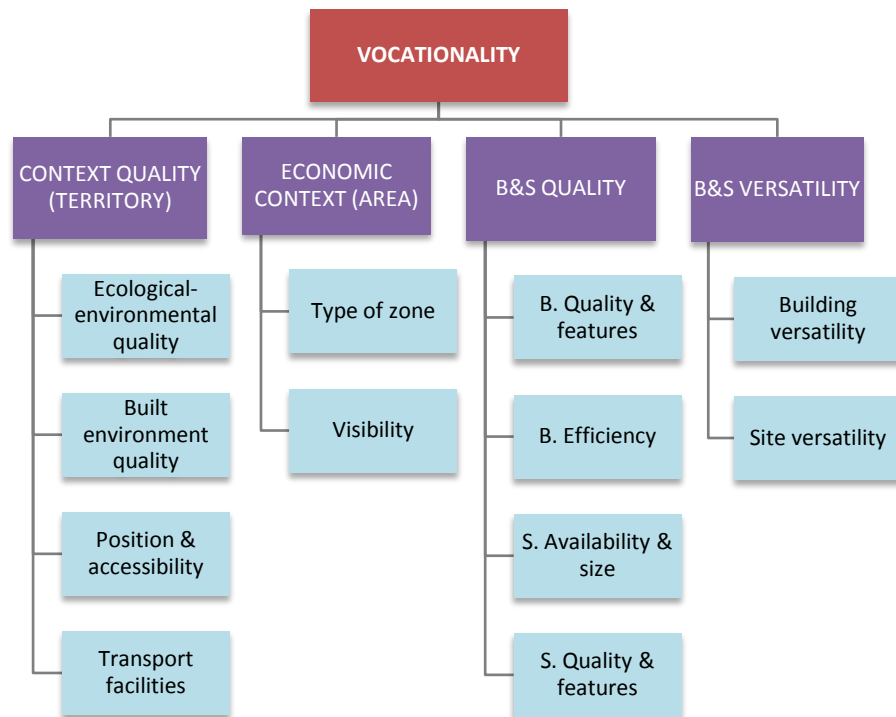 VOCATIONALITY
CONTEXT QUALITY
(TERRITORY)
Ecological-
environmental
quality
Built
environment
quality
Position &
accessibility
Transport
facilities
ECONOMIC
CONTEXT (AREA)
Type of zone
Visibility
B&S QUALITY
B. Quality &
features
B. Efficiency
S. Availability &
size
S. Quality &
features
B&S VERSATILITY
Building
versatility
Site versatility